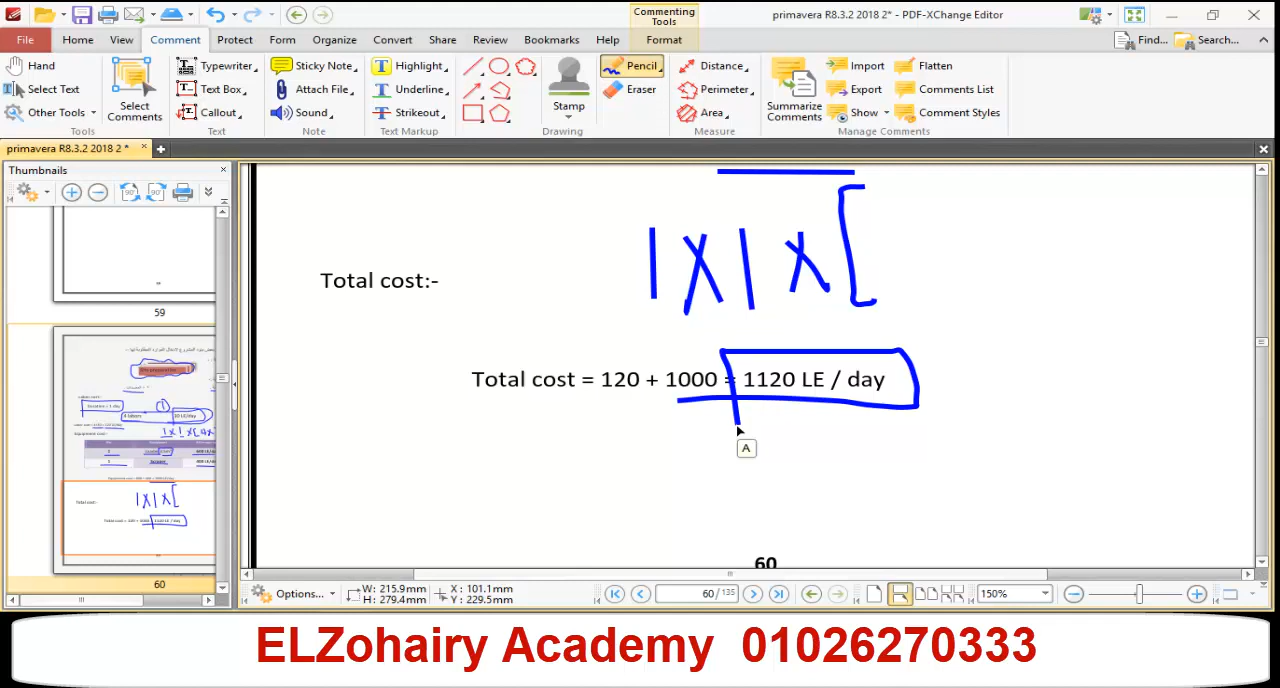 Commenting
Tools
primavera R8.3.2 2018 2* - PDF-XChange Editor
File Home View Comment Protect Form Organize Convert Share Review Bookmarks Help Format Find... Search...
Hand Select Text Other Tools Tools
Select Comments
Typewriter Text Box Callout Text
Sticky Note Attach File Sound Note
Highlight Underline Strikeout Text Markup
Stamp Drawing
Pencil Eraser
Distance Perimeter Area Measure
Summarize Comments Import Export Show Flatten Comments List Comment Styles Manage Comments
primavera R8.3.2 2018 2 *
Thumbnails
90° 90°
59
60
1 X 1 X [
Total cost:-
Total cost = 120 + 1000 = 1120 LE / day
A
60
Options... W: 215.9mm H: 279.4mm X: 101.1mm Y: 229.5mm 60 / 135 150%
ELZohairy Academy 01026270333